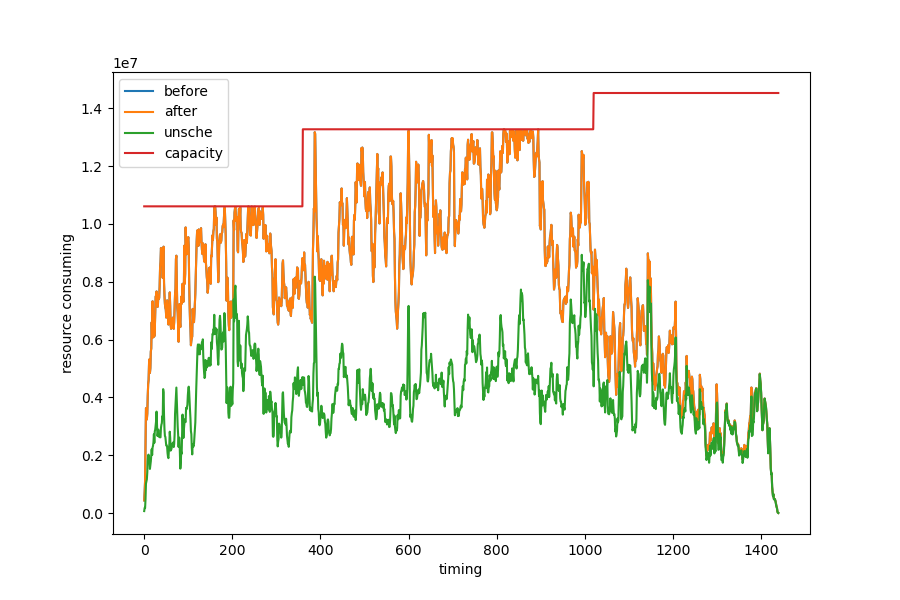 1e7
before
after
unsche
capacity
1.4
1.2
1.0
0.8
0.6
0.4
0.2
0.0
resource consuming
0 200 400 600 800 1000 1200 1400
timing